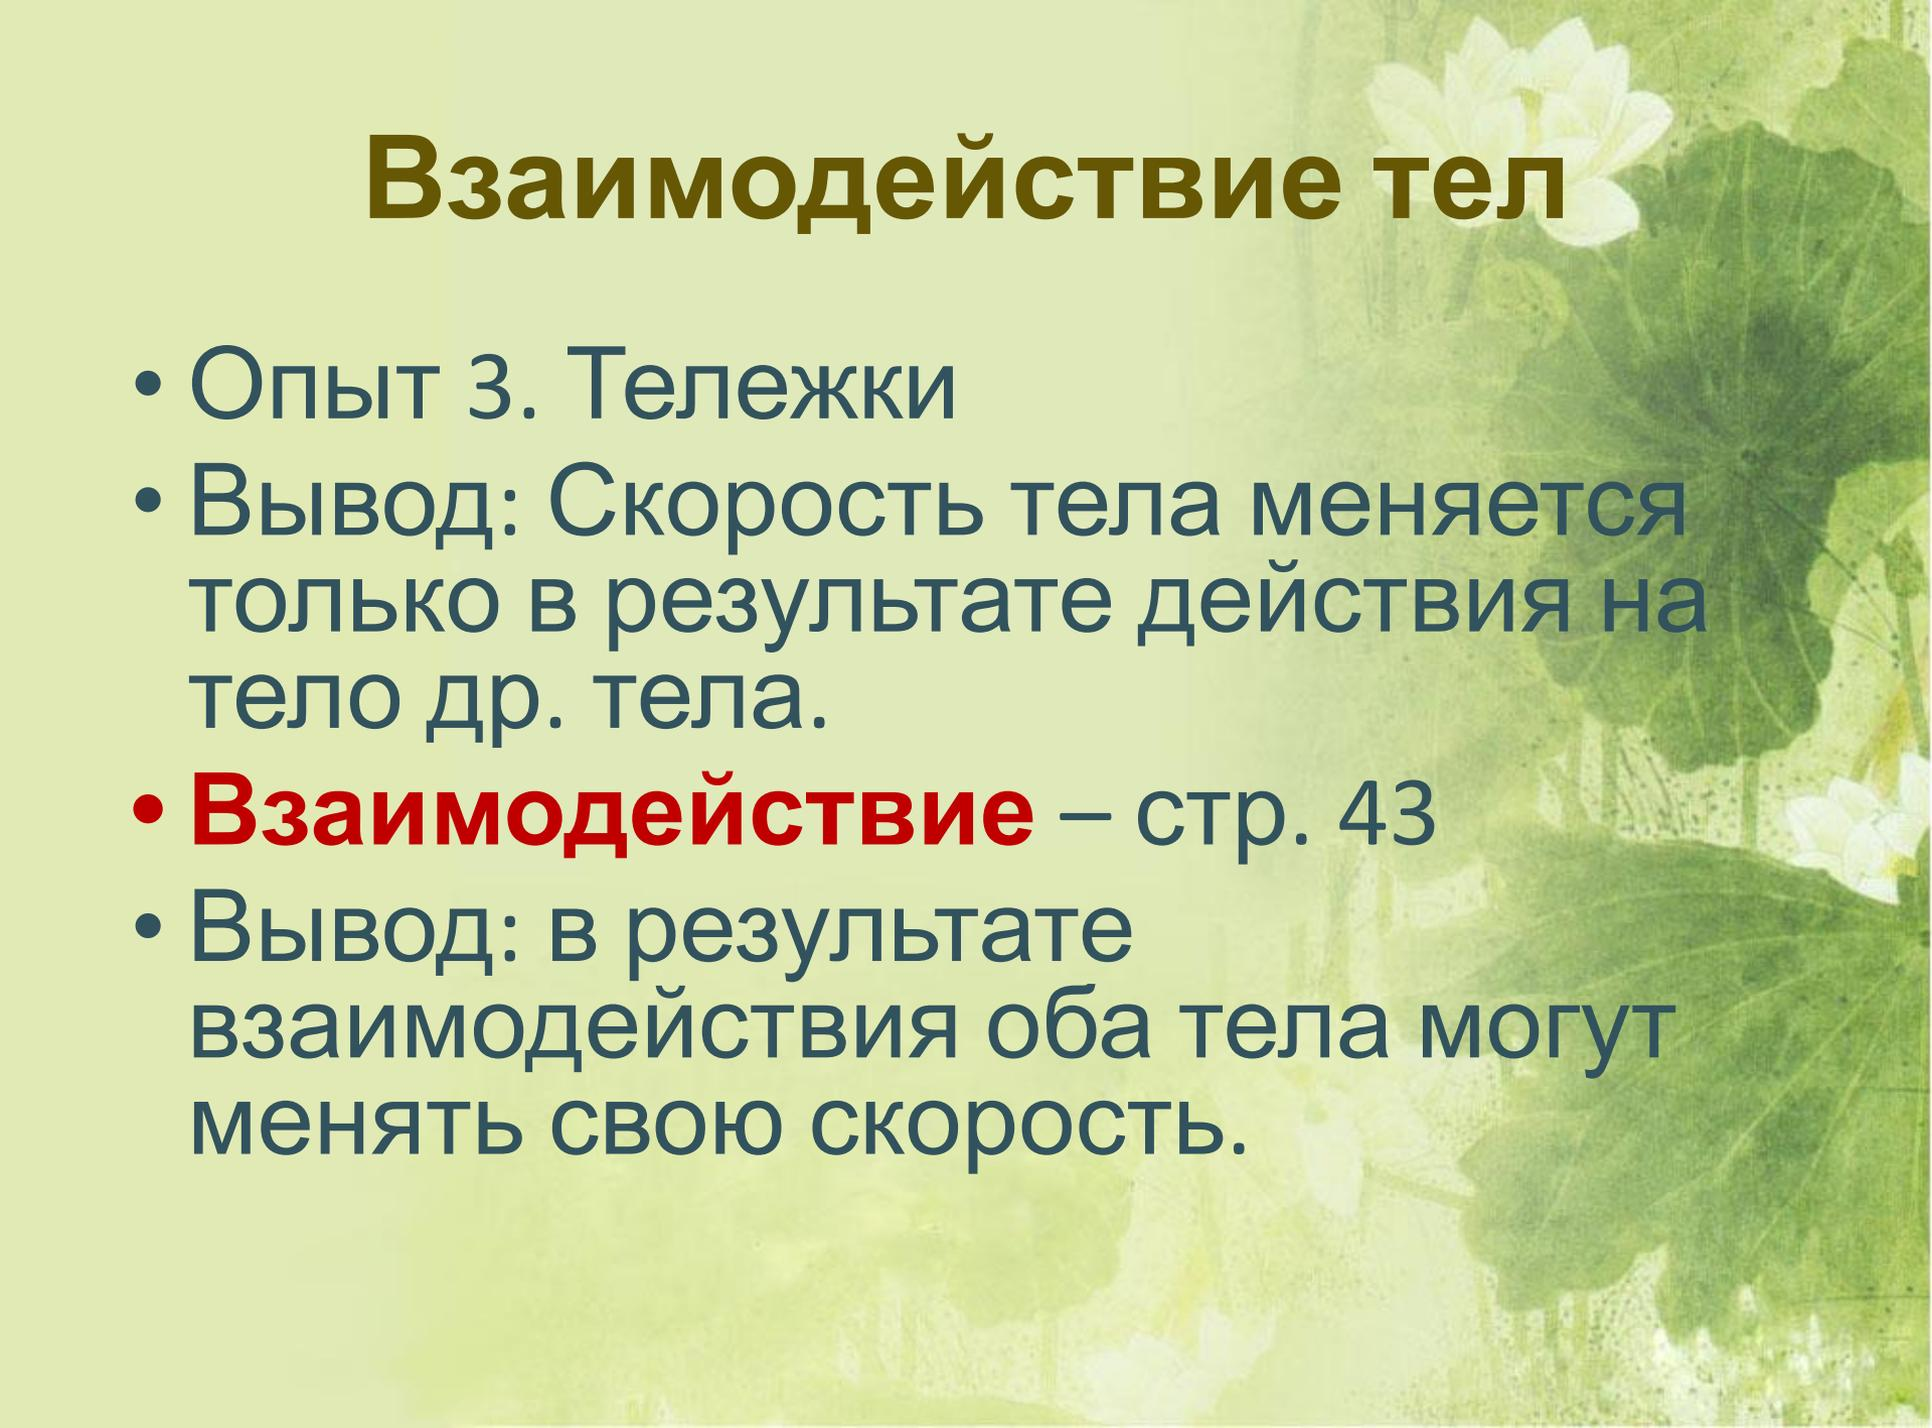 Взаимодействие тел
• Опыт 3. Тележки
• Вывод: Скорость тела меняется
только в результате действия на
тело др. тела.
• Взаимодействие – стр. 43
• Вывод: в результате
взаимодействия оба тела могут
менять свою скорость.